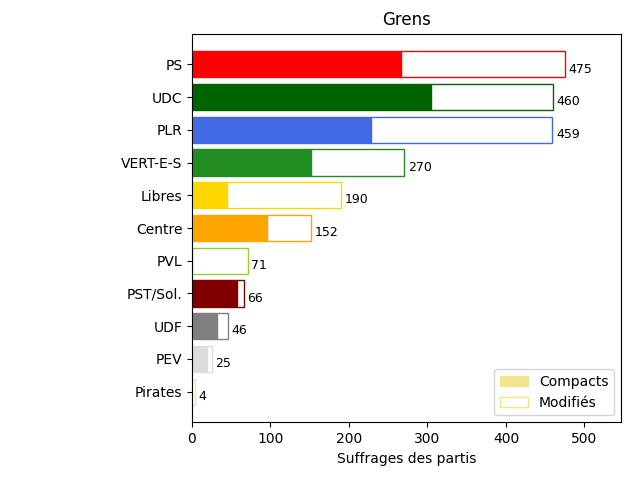 Grens
PS 475
UDC 460
PLR 459
VERT-E-S 270
Libres 190
Centre 152
PVL 71
PST/Sol. 66
UDF 46
PEV 25
Pirates 4
Compacts
Modifiés
0 100 200 300 400 500
Suffrages des partis